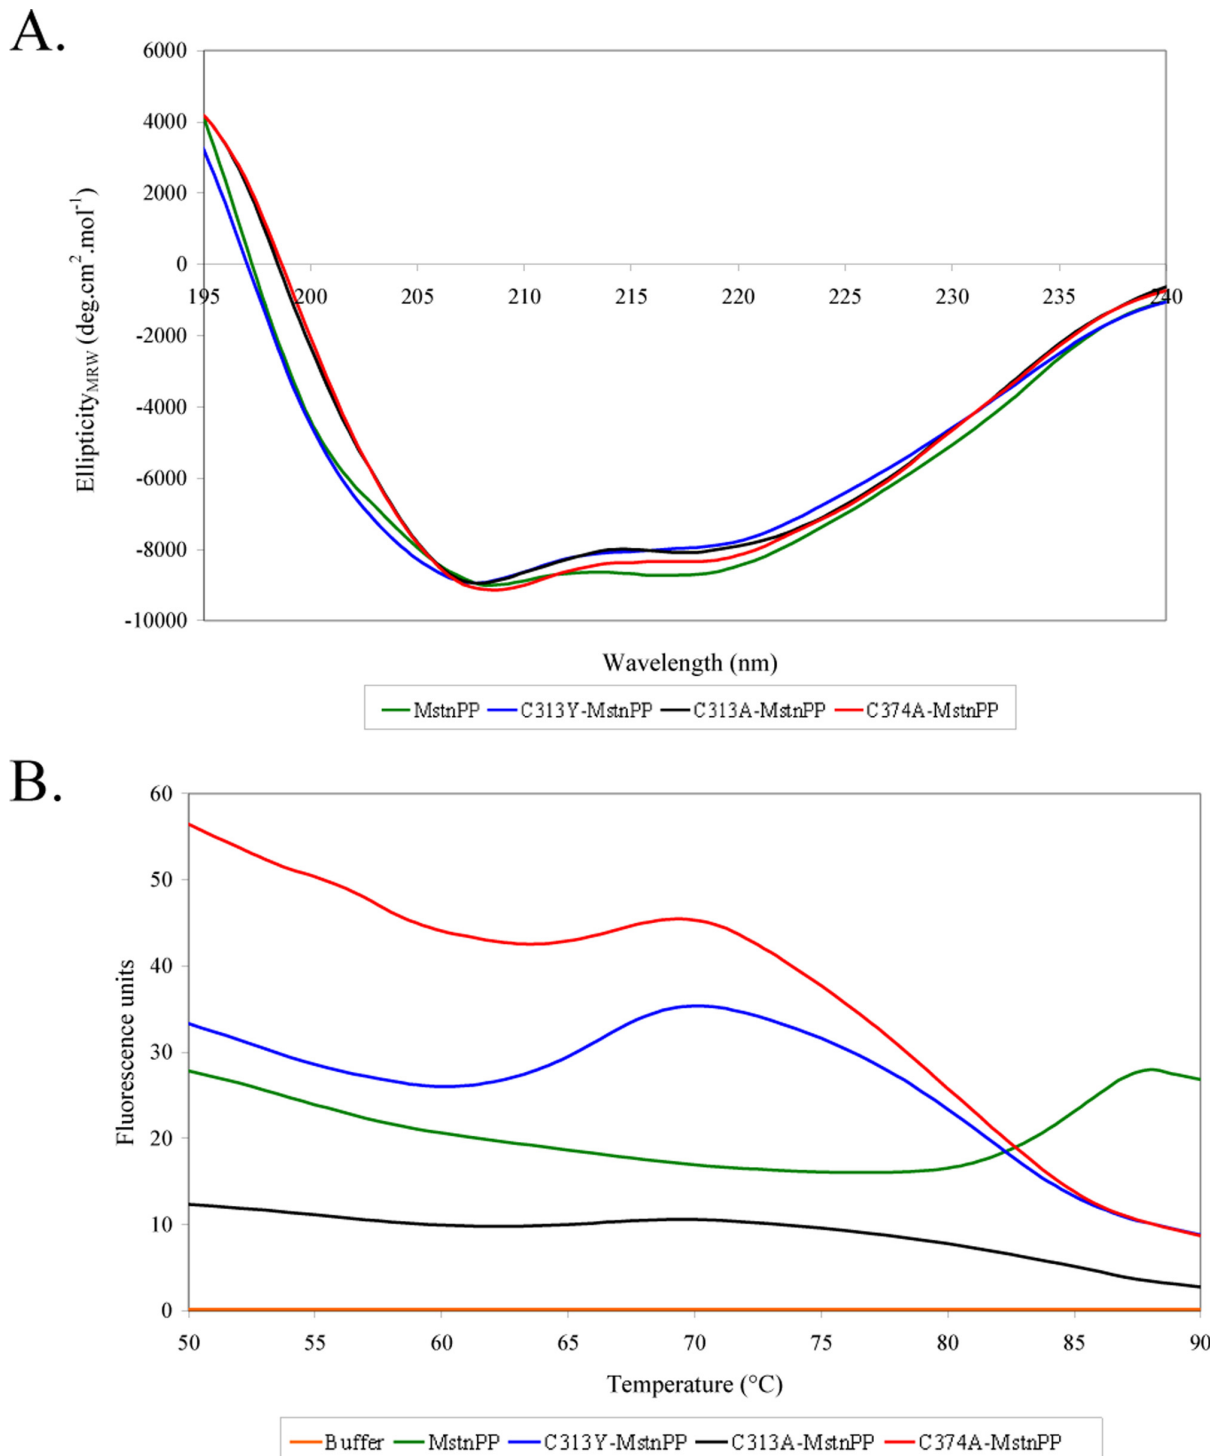 A.
6000
4000
2000
0
-2000
-4000
-6000
-8000
-10000
195 200 205 210 215 220 225 230 235 240
Ellipticity_MRW (deg.cm².mol⁻¹)
Wavelength (nm)
MstnPP C313Y-MstnPP C313A-MstnPP C374A-MstnPP
B.
60
50
40
30
20
10
0
50 55 60 65 70 75 80 85 90
Fluorescence units
Temperature (°C)
Buffer MstnPP C313Y-MstnPP C313A-MstnPP C374A-MstnPP